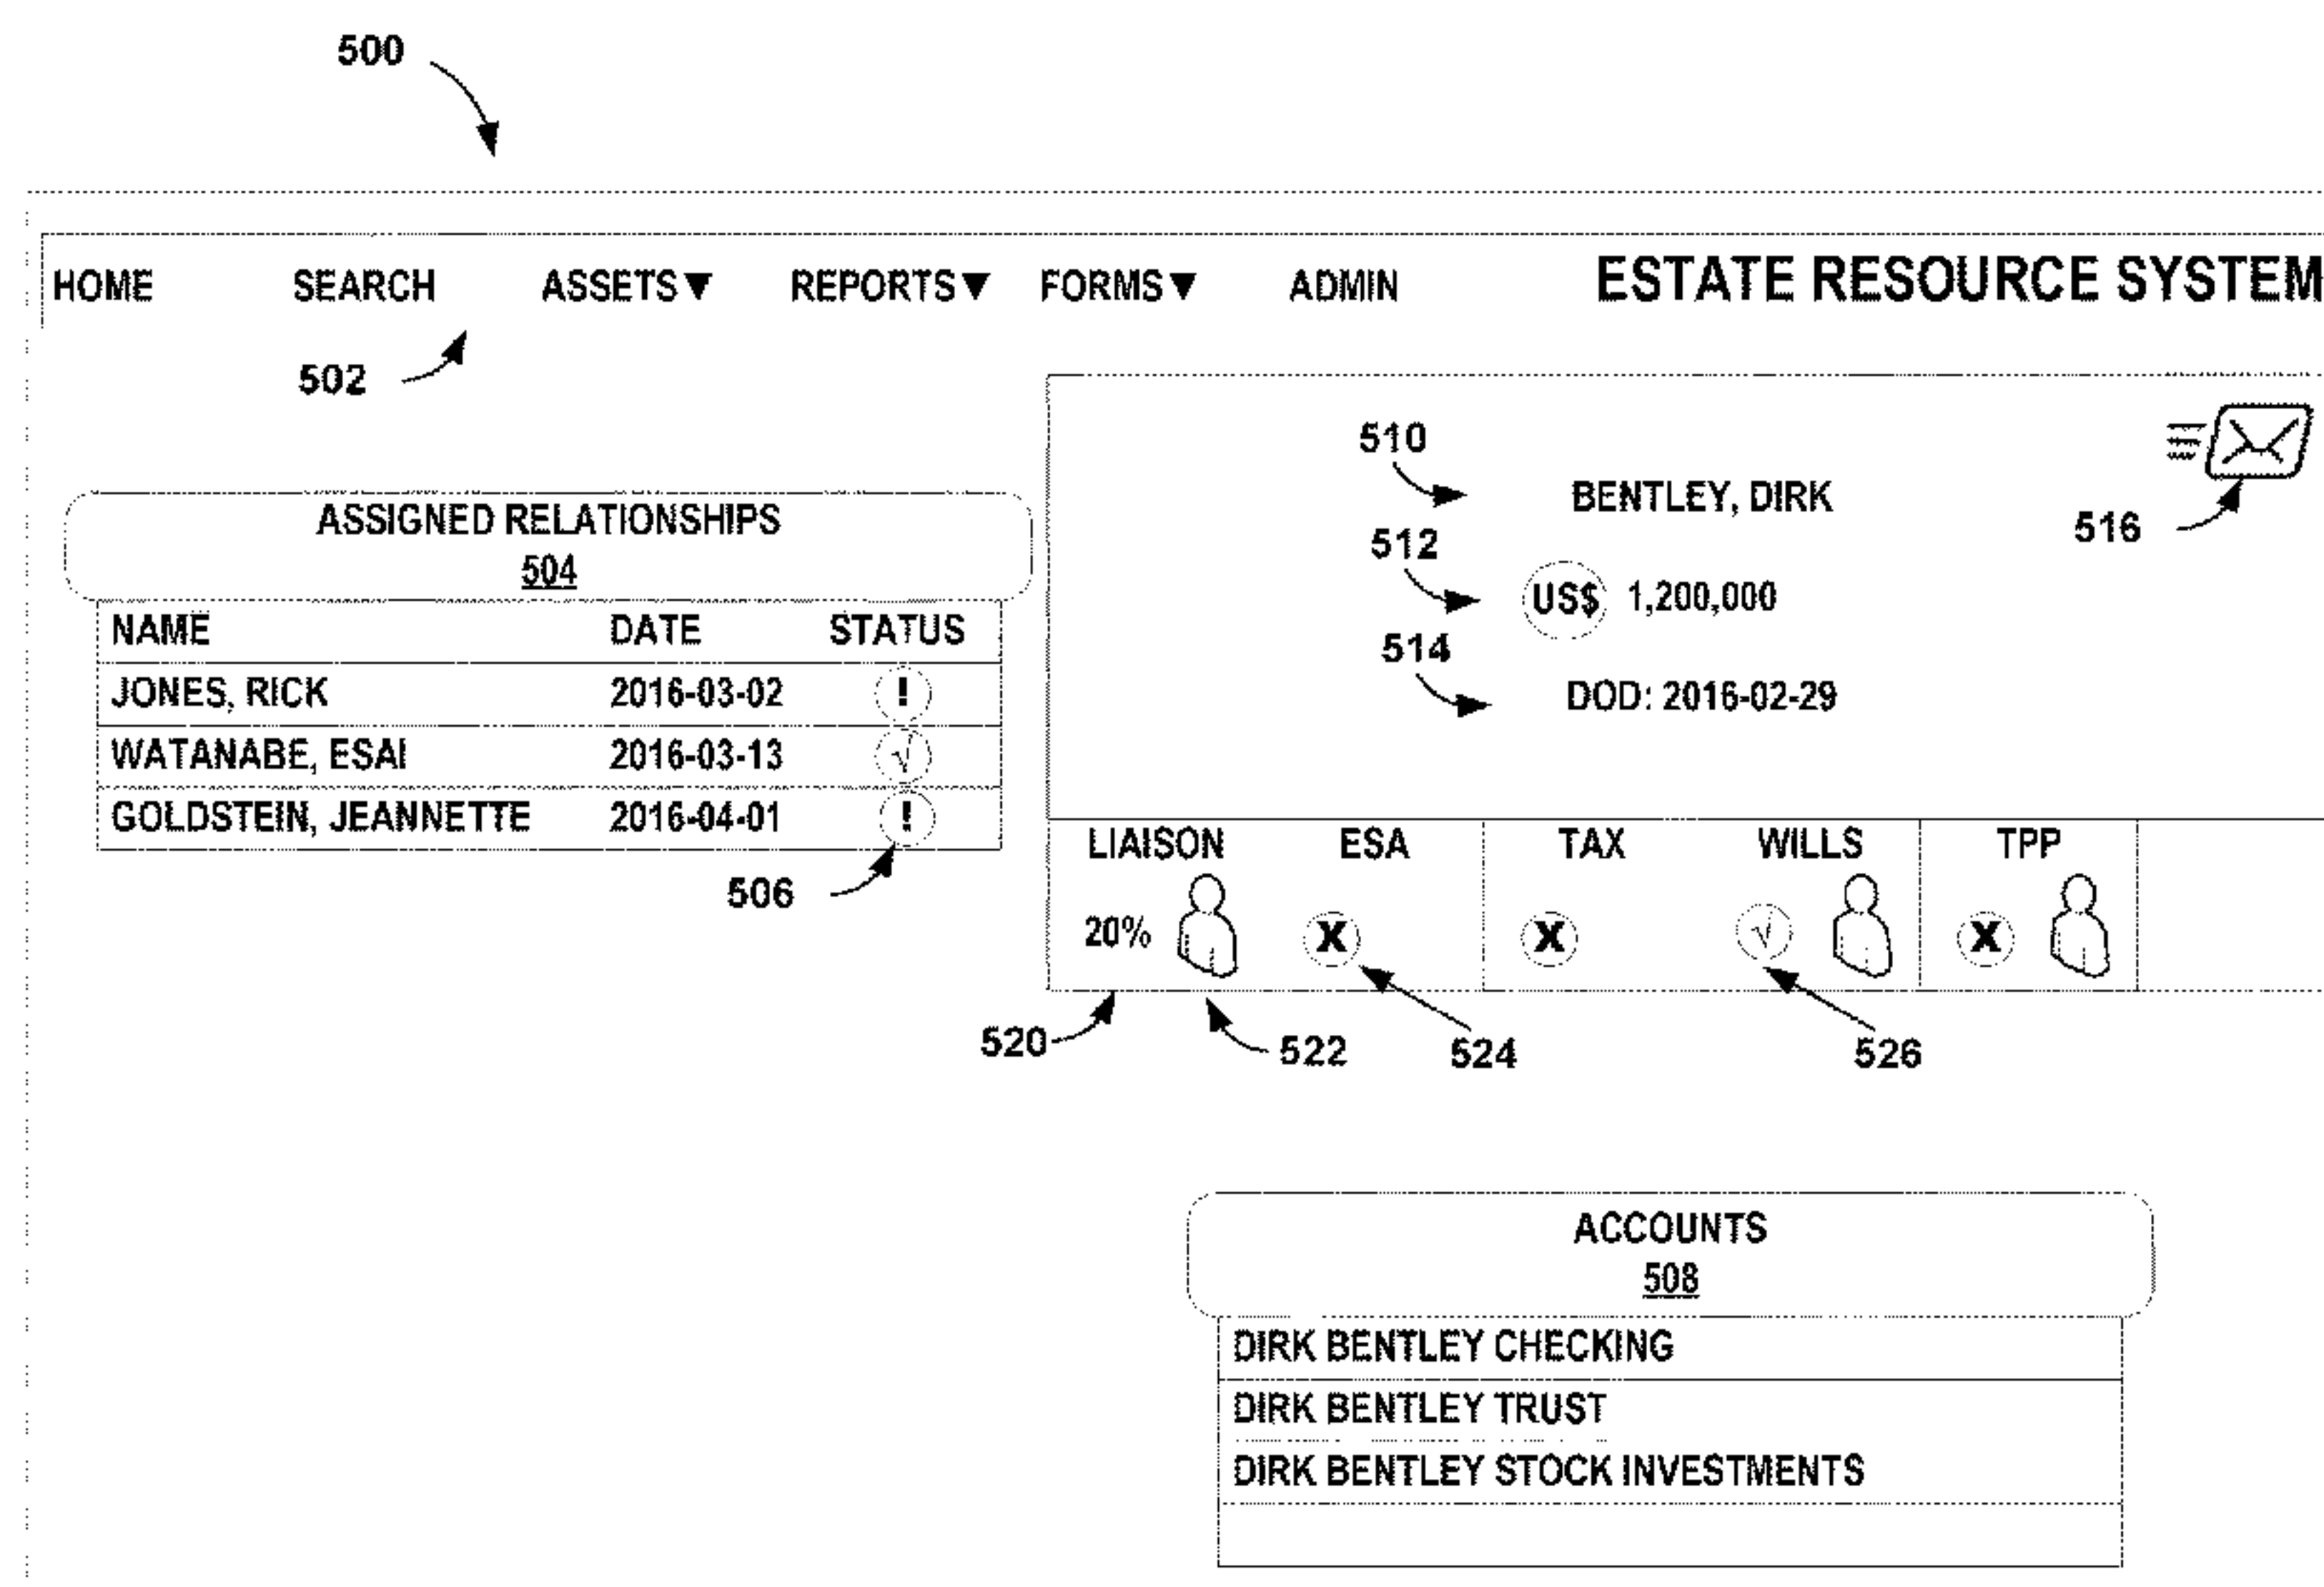 500
HOME SEARCH ASSETS▼ REPORTS▼ FORMS▼ ADMIN ESTATE RESOURCE SYSTEM
502
ASSIGNED RELATIONSHIPS
504
NAME DATE STATUS
JONES, RICK 2016-03-02 !
WATANABE, ESAI 2016-03-13 √
GOLDSTEIN, JEANNETTE 2016-04-01 !
506
510
BENTLEY, DIRK
512
US$ 1,200,000
514
DOD: 2016-02-29
516
LIAISON ESA TAX WILLS TPP
20% X X √ X
520 522 524 526
ACCOUNTS
508
DIRK BENTLEY CHECKING
DIRK BENTLEY TRUST
DIRK BENTLEY STOCK INVESTMENTS